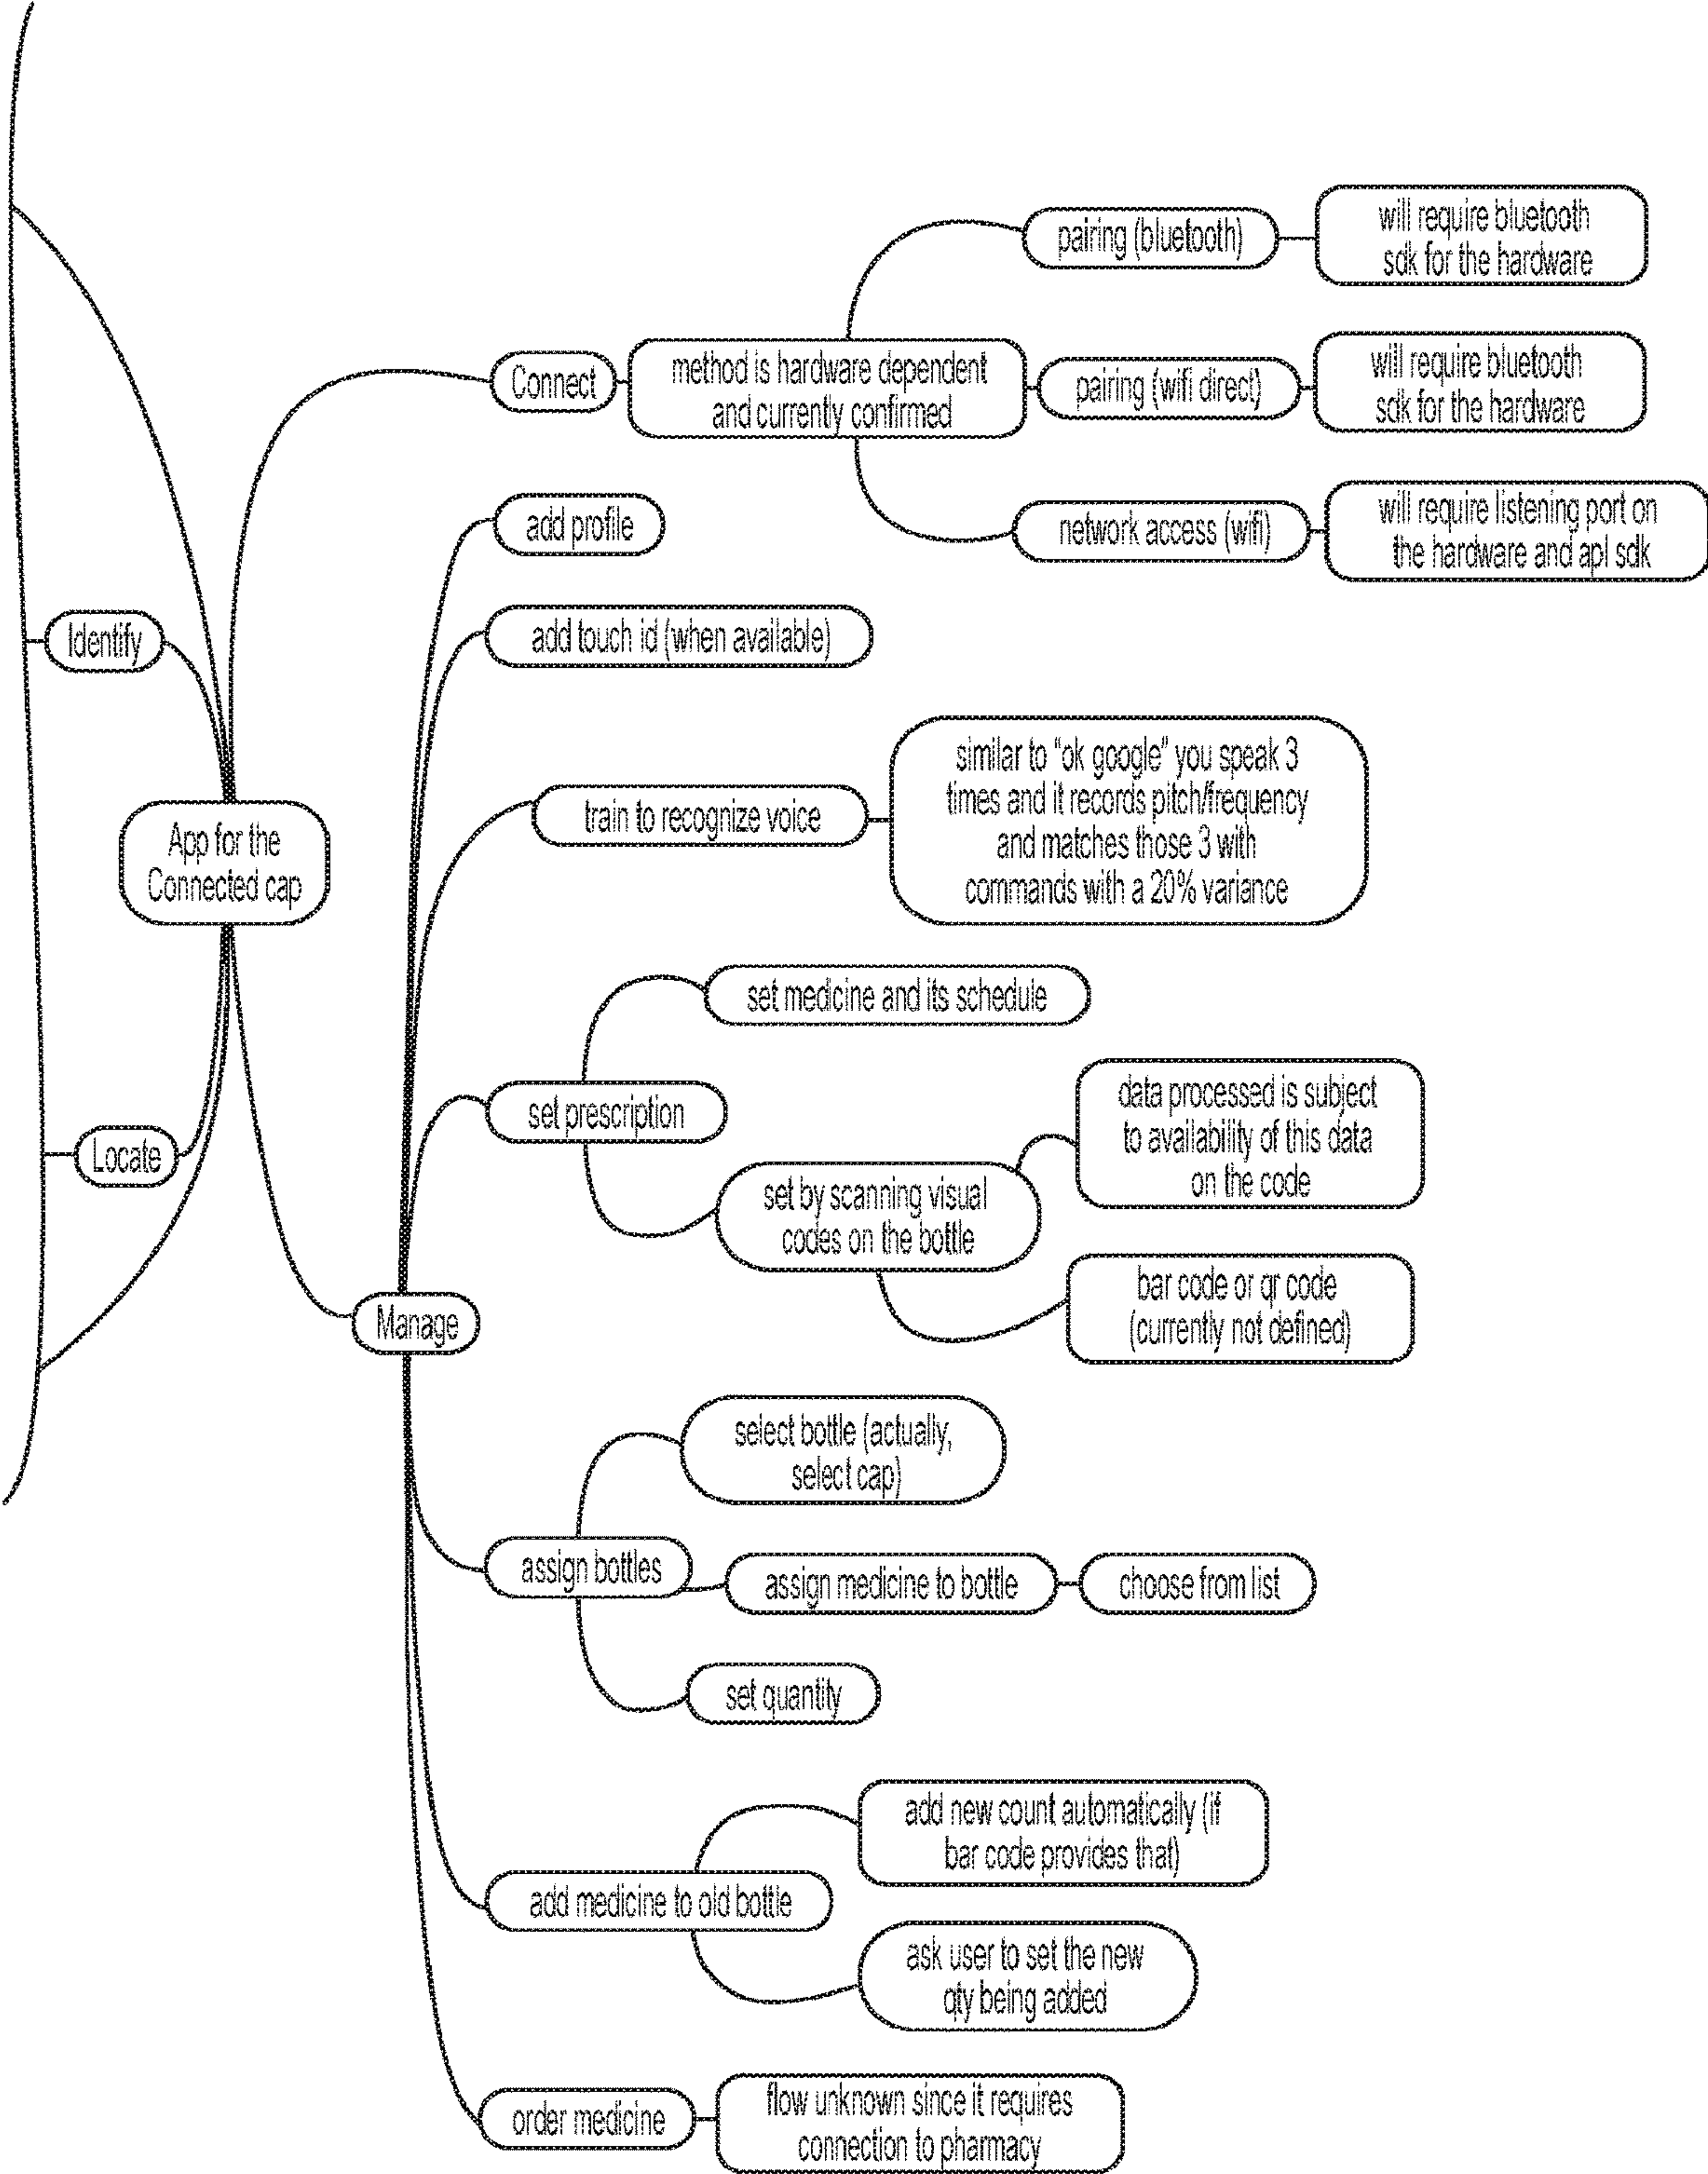 pairing (bluetooth)
will require bluetooth
sdk for the hardware
Connect
method is hardware dependent
and currently confirmed
pairing (wifi direct)
will require bluetooth
sdk for the hardware
network access (wifi)
will require listening port on
the hardware and apl sdk
add profile
Identify
add touch id (when available)
App for the
Connected cap
train to recognize voice
similar to "ok google" you speak 3
times and it records pitch/frequency
and matches those 3 with
commands with a 20% variance
set medicine and its schedule
set prescription
Locate
set by scanning visual
codes on the bottle
data processed is subject
to availability of this data
on the code
bar code or qr code
(currently not defined)
Manage
select bottle (actually,
select cap)
assign bottles
assign medicine to bottle
choose from list
set quantity
add new count automatically (if
bar code provides that)
add medicine to old bottle
ask user to set the new
qty being added
order medicine
flow unknown since it requires
connection to pharmacy